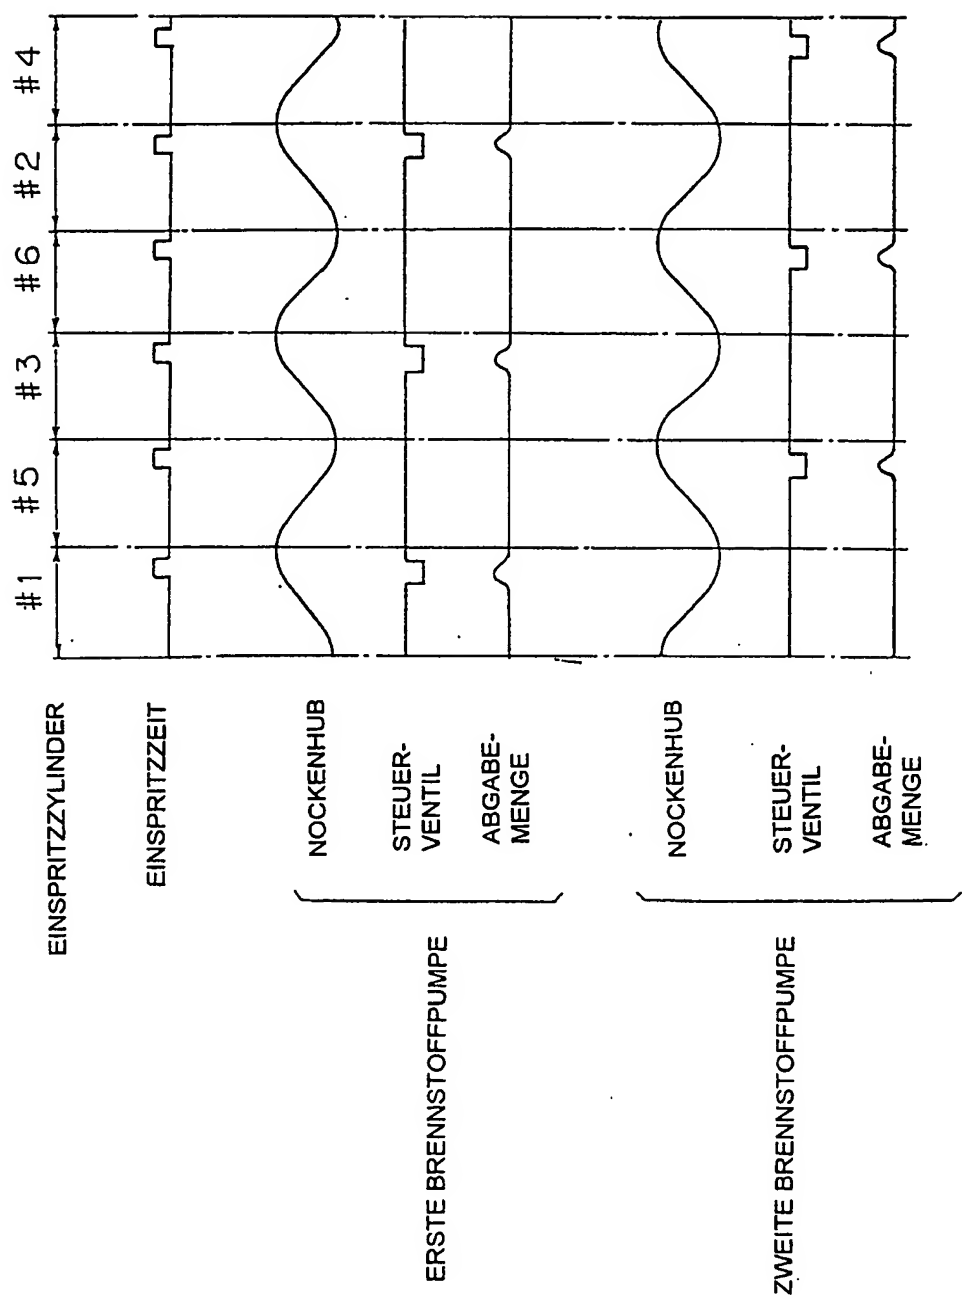 EINSPRITZZYLINDER
#1 #5 #3 #6 #2 #4
EINSPRITZZEIT
ERSTE BRENNSTOFFPUMPE
NOCKENHUB
STEUER-
VENTIL
ABGABE-
MENGE
ZWEITE BRENNSTOFFPUMPE
NOCKENHUB
STEUER-
VENTIL
ABGABE-
MENGE